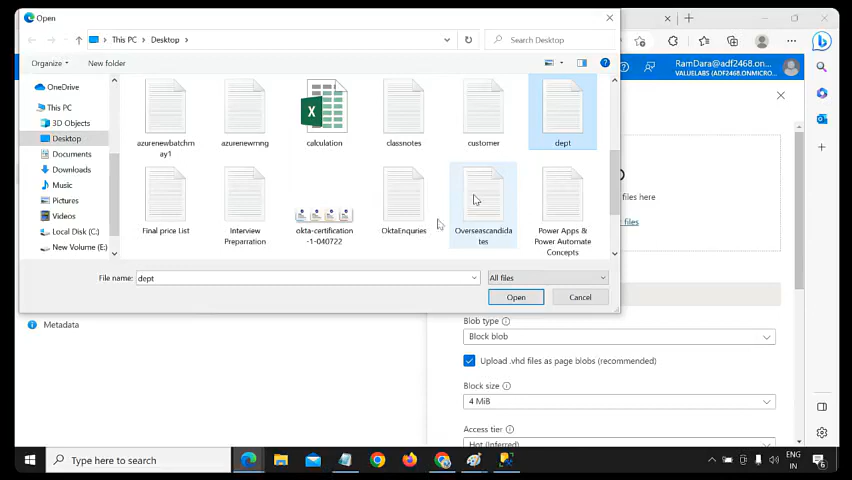 Open
This PC
Desktop
Search Desktop
Organize
New folder
RamDara@adf2468.on...
VALUELABS (ADF2468.ONMICRO...
OneDrive
This PC
3D Objects
Desktop
Documents
Downloads
Music
Pictures
Videos
Local Disk (C:)
New Volume (E:)
azurenewbatchm
ay1
azurenewrnng
calculation
classnotes
customer
dept
Final price List
Interview
Preparration
okta-certification
-1-040722
OktaEnquries
Overseascandida
tes
Power Apps &
Power Automate
Concepts
s here
files
File name:
dept
All files
Open
Cancel
Metadata
Blob type
Block blob
Upload .vhd files as page blobs (recommended)
Block size
4 MiB
Access tier
Hot (Inferred)
Type here to search
ENG
IN
6